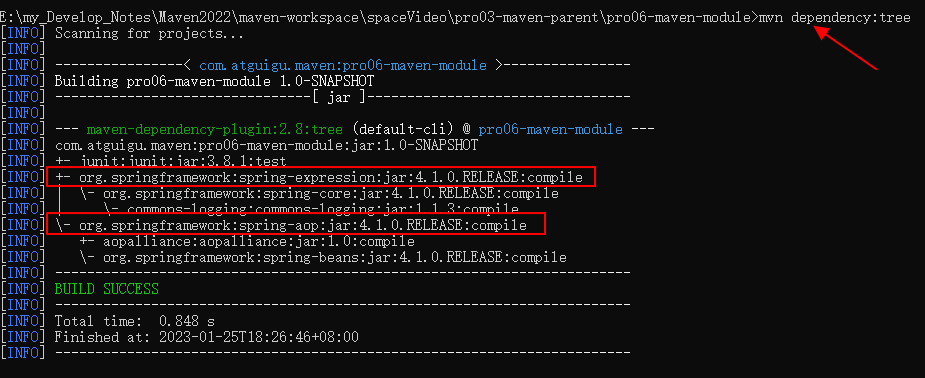 E:\my_Develop_Notes\Maven2022\maven-workspace\spaceVideo\pro03-maven-parent\pro06-maven-module>mvn dependency:tree
[INFO] Scanning for projects...
[INFO]
[INFO] ----------------< com.atguigu.maven:pro06-maven-module >----------------
[INFO] Building pro06-maven-module 1.0-SNAPSHOT
[INFO] --------------------------------[ jar ]---------------------------------
[INFO]
[INFO] --- maven-dependency-plugin:2.8:tree (default-cli) @ pro06-maven-module ---
[INFO] com.atguigu.maven:pro06-maven-module:jar:1.0-SNAPSHOT
[INFO] +- junit:junit:jar:3.8.1:test
[INFO] +- org.springframework:spring-expression:jar:4.1.0.RELEASE:compile
[INFO] |  \- org.springframework:spring-core:jar:4.1.0.RELEASE:compile
[INFO] |     \- commons-logging:commons-logging:jar:1.1.3:compile
[INFO] \- org.springframework:spring-aop:jar:4.1.0.RELEASE:compile
[INFO]    +- aopalliance:aopalliance:jar:1.0:compile
[INFO]    \- org.springframework:spring-beans:jar:4.1.0.RELEASE:compile
[INFO] ------------------------------------------------------------------------
[INFO] BUILD SUCCESS
[INFO] ------------------------------------------------------------------------
[INFO] Total time:  0.848 s
[INFO] Finished at: 2023-01-25T18:26:46+08:00
[INFO] ------------------------------------------------------------------------